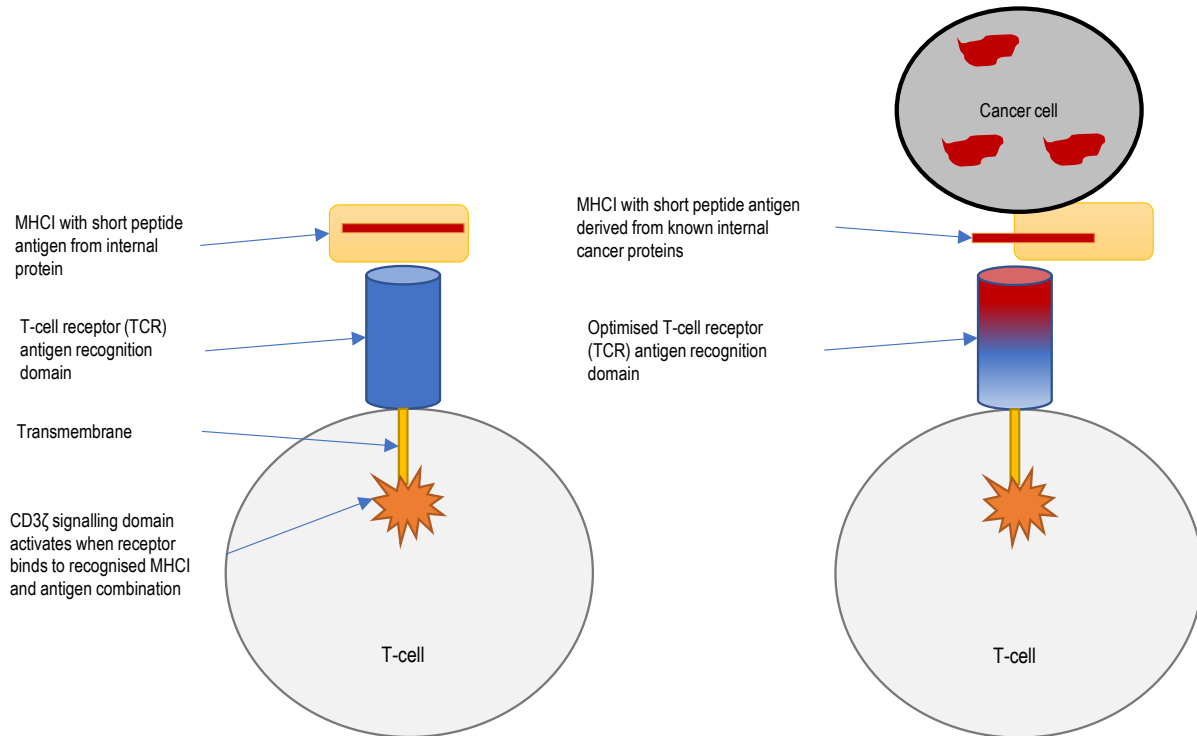 MHCI with short peptide
antigen from internal
protein
T-cell receptor (TCR)
antigen recognition
domain
Transmembrane
CD3ζ signalling domain
activates when receptor
binds to recognised MHCI
and antigen combination
T-cell
Cancer cell
MHCI with short peptide antigen
derived from known internal
cancer proteins
Optimised T-cell receptor
(TCR) antigen recognition
domain
T-cell